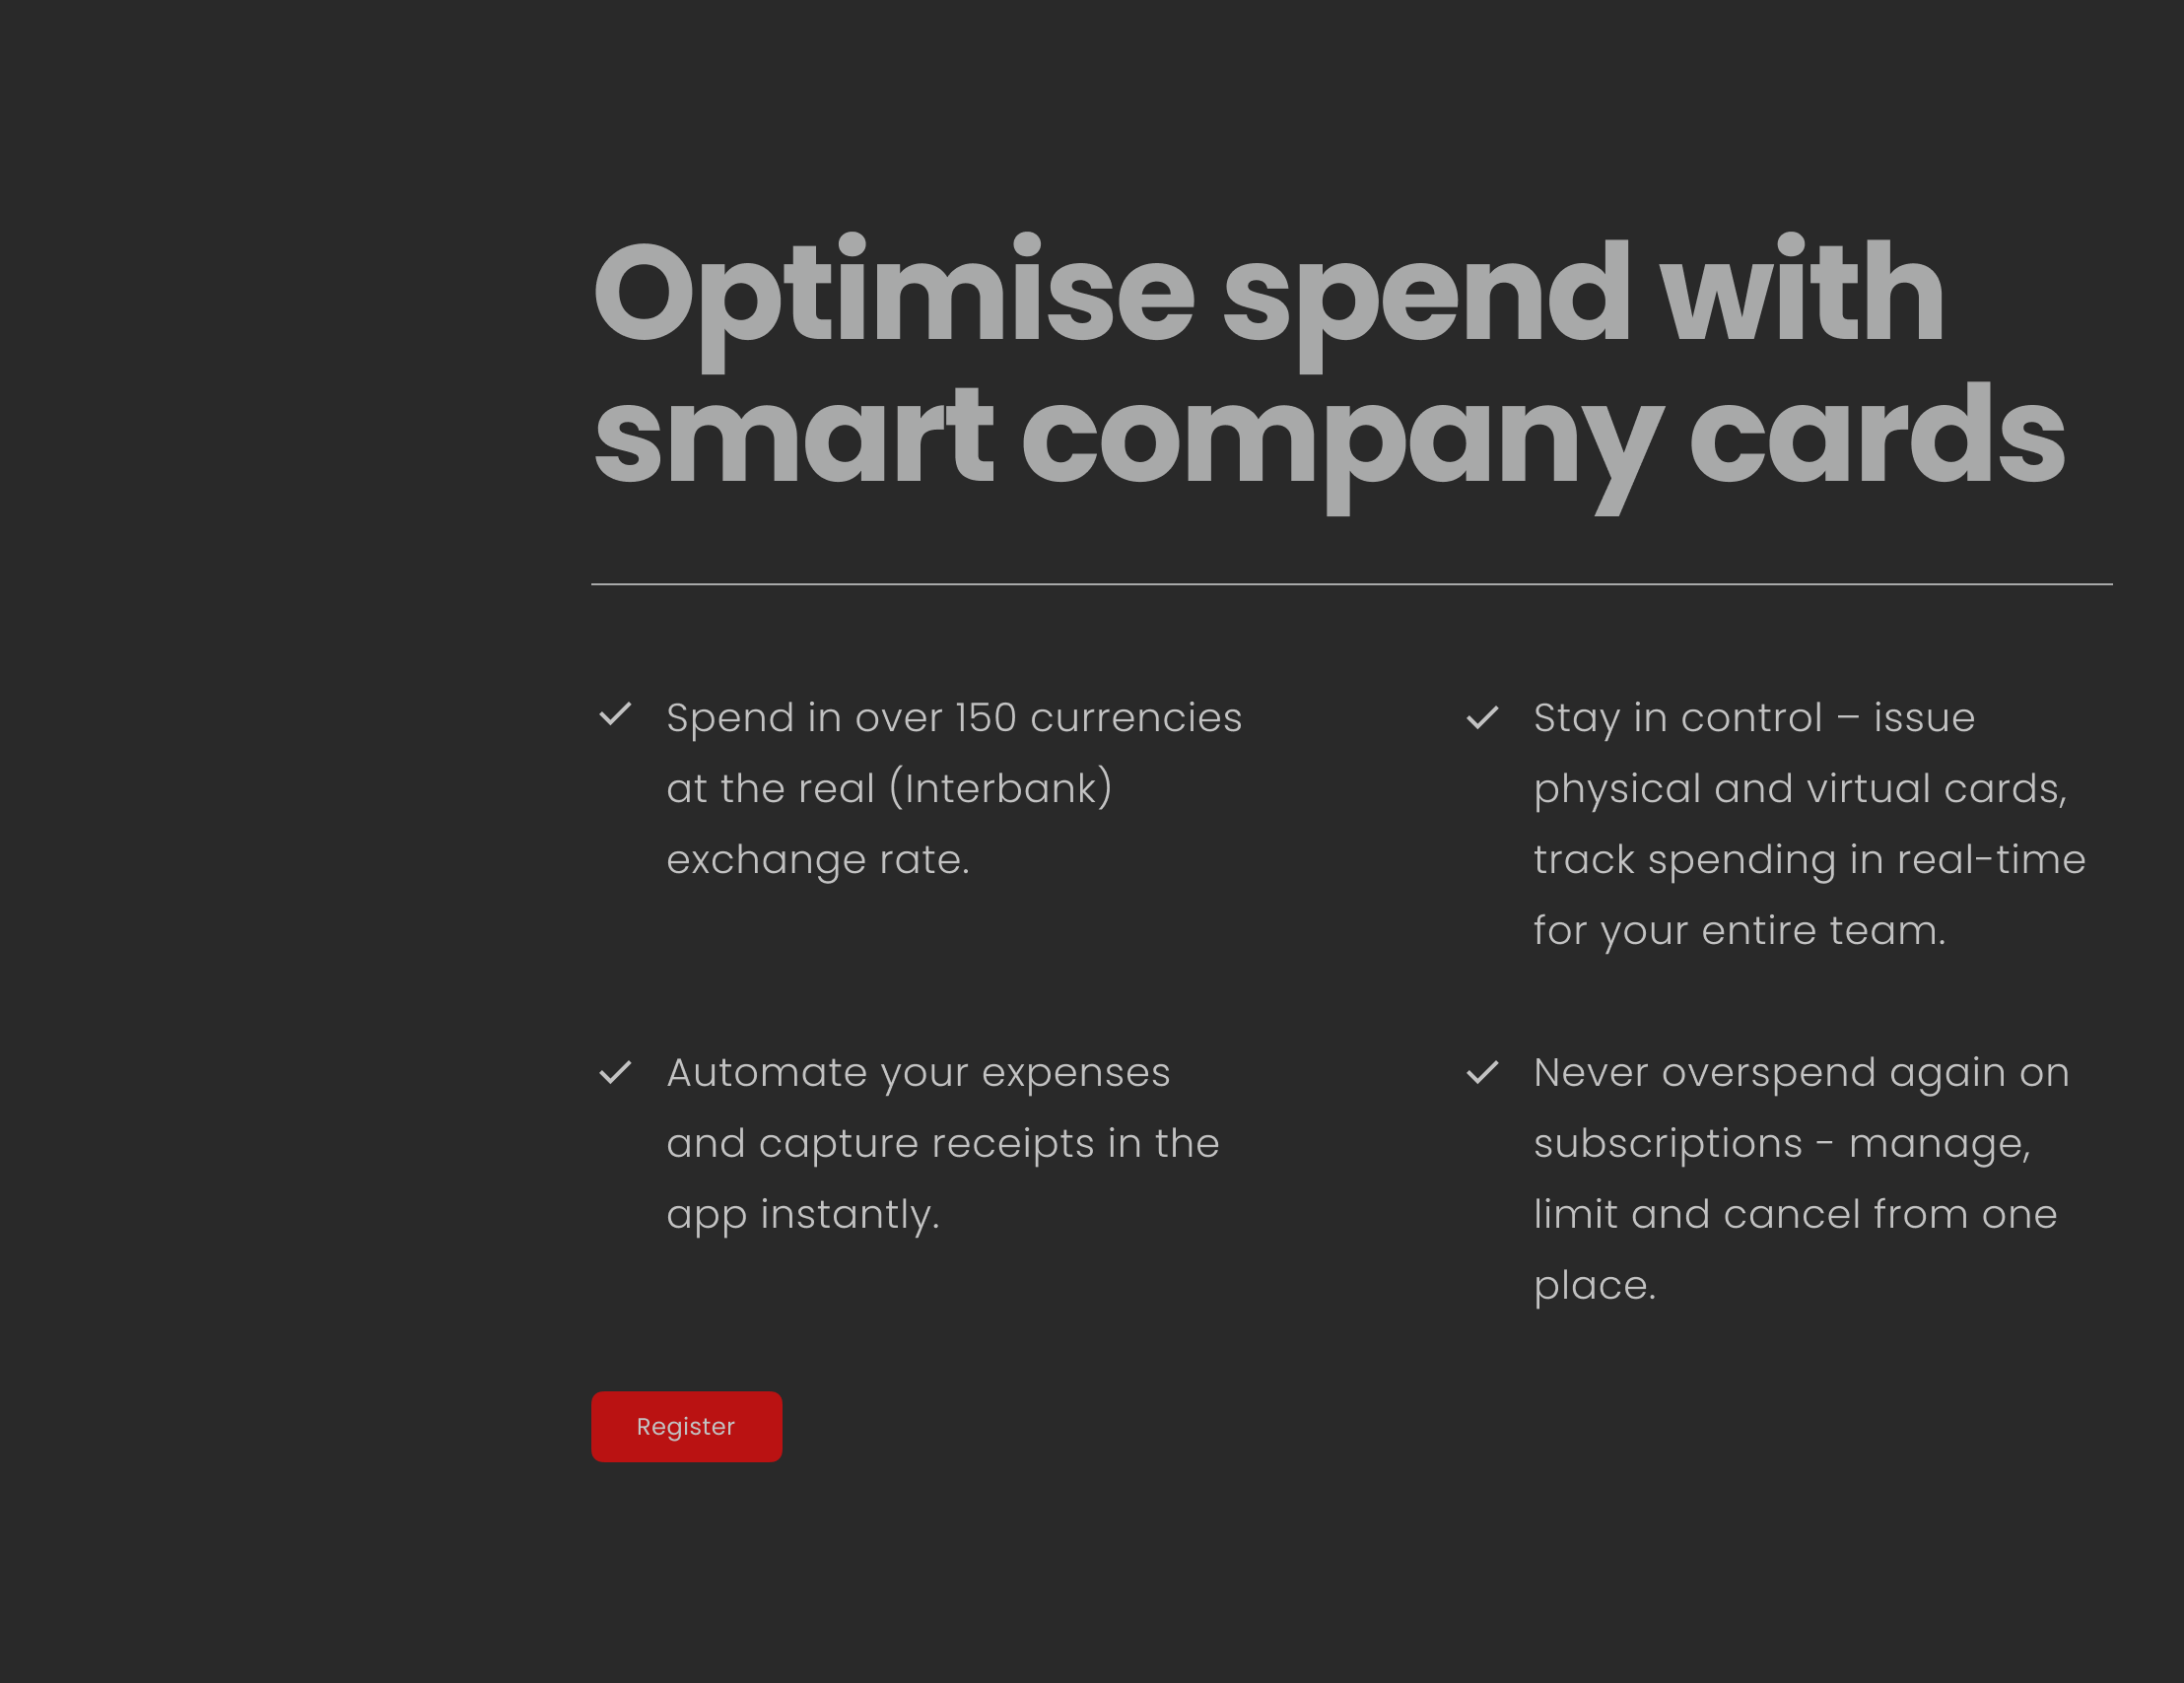 Optimise spend with
smart company cards
Spend in over 150 currencies
at the real (Interbank)
exchange rate.
Stay in control – issue
physical and virtual cards,
track spending in real-time
for your entire team.
Automate your expenses
and capture receipts in the
app instantly.
Never overspend again on
subscriptions - manage,
limit and cancel from one
place.
Register